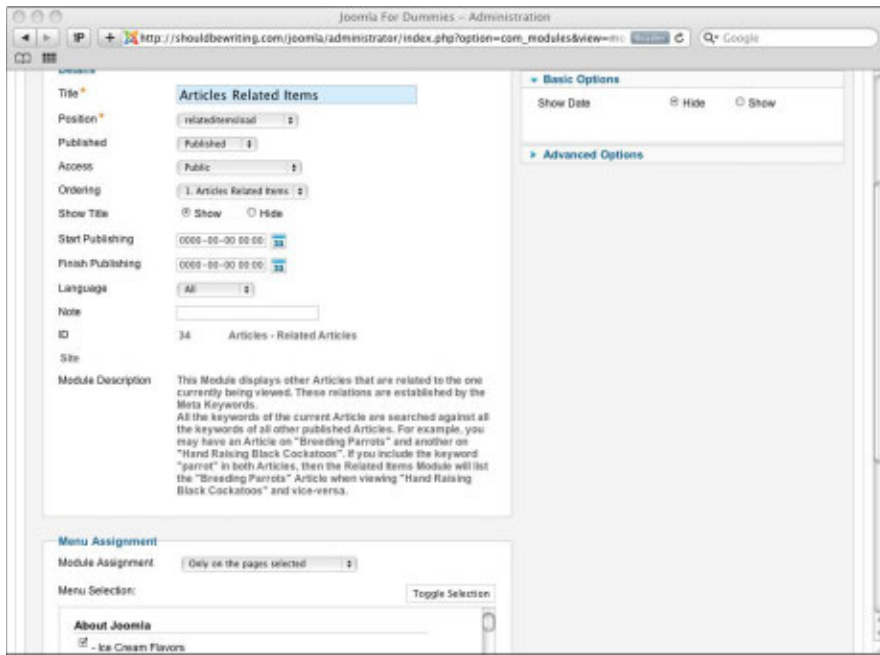 Joomla For Dummies – Administration
IP + http://shouldbewriting.com/joomla/administrator/index.php?option=com_modules&view=mo Reader Google
Details
Basic Options
Title * Articles Related Items
Show Date Hide Show
Position * relateditemsload
Published Published
Advanced Options
Access Public
Ordering 1. Articles Related Items
Show Title Show Hide
Start Publishing 0000-00-00 00:00:
Finish Publishing 0000-00-00 00:00:
Language All
Note
ID 34 Articles - Related Articles
Site
Module Description This Module displays other Articles that are related to the one
currently being viewed. These relations are established by the
Meta Keywords.
All the keywords of the current Article are searched against all
the keywords of all other published Articles. For example, you
may have an Article on "Breeding Parrots" and another on
"Hand Raising Black Cockatoos". If you include the keyword
"parrot" in both Articles, then the Related Items Module will list
the "Breeding Parrots" Article when viewing "Hand Raising
Black Cockatoos" and vice-versa.
Menu Assignment
Module Assignment Only on the pages selected
Menu Selection: Toggle Selection
About Joomla
- Ice Cream Flavors